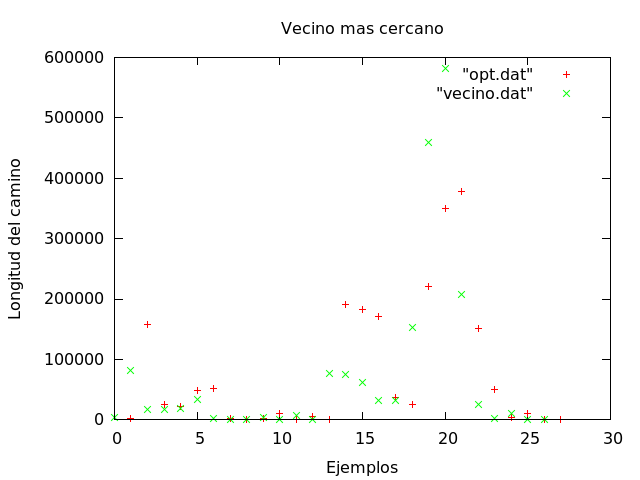 Vecino mas cercano
600000
500000
400000
300000
200000
100000
0
0 5 10 15 20 25 30
Longitud del camino
Ejemplos
"opt.dat"
"vecino.dat"